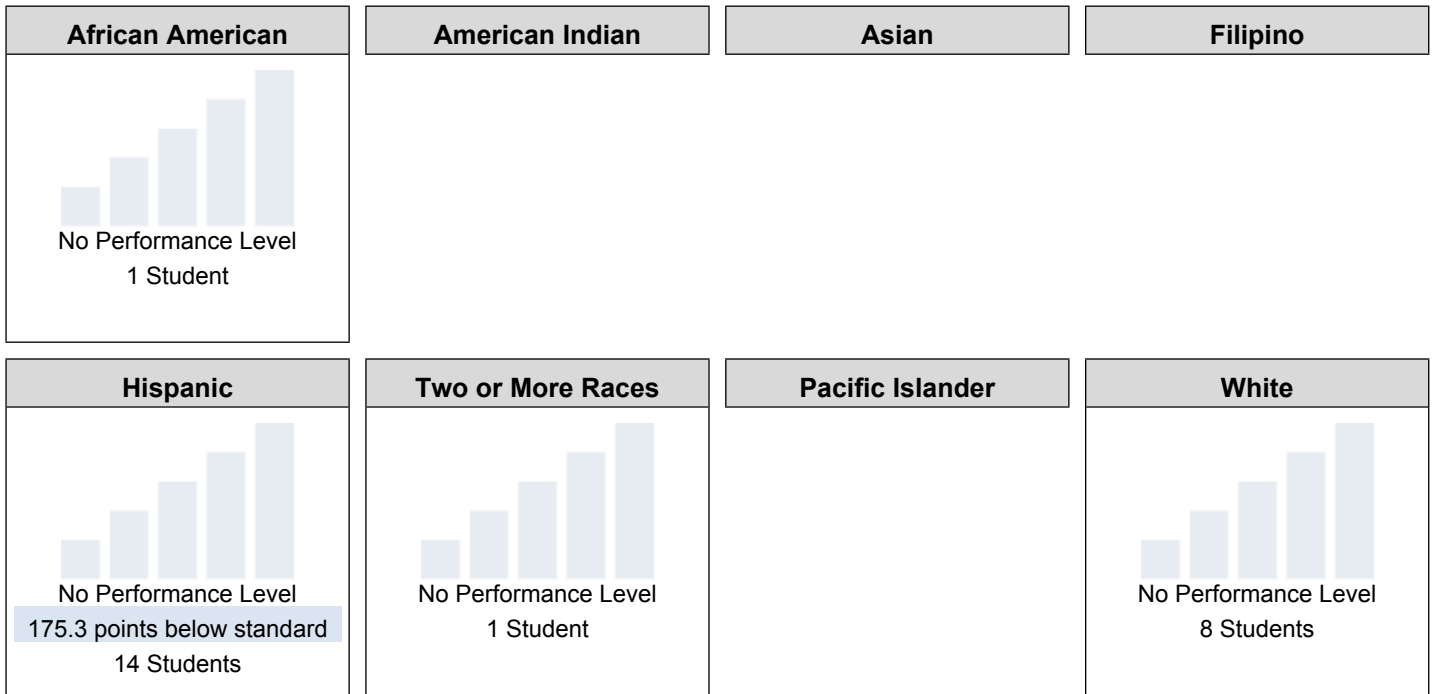 African American
American Indian
Asian
Filipino
No Performance Level
1 Student
Hispanic
Two or More Races
Pacific Islander
White
No Performance Level
175.3 points below standard
14 Students
No Performance Level
1 Student
No Performance Level
8 Students